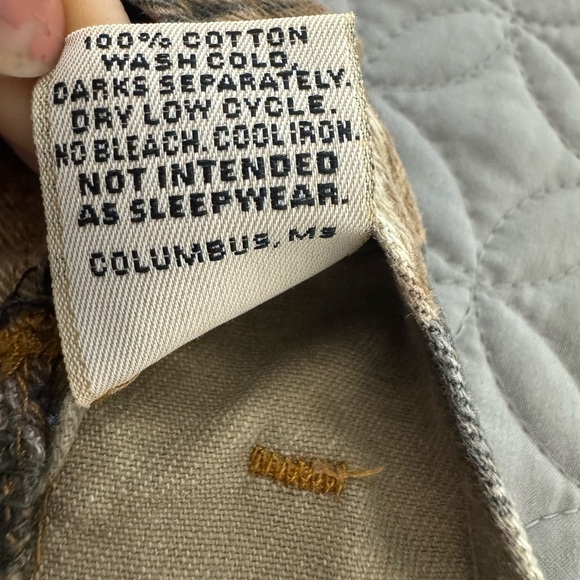 100% COTTON
WASH COLD,
DARKS SEPARATELY.
DRY LOW CYCLE.
NO BLEACH. COOL IRON.
NOT INTENDED
AS SLEEPWEAR.
COLUMBUS, MS